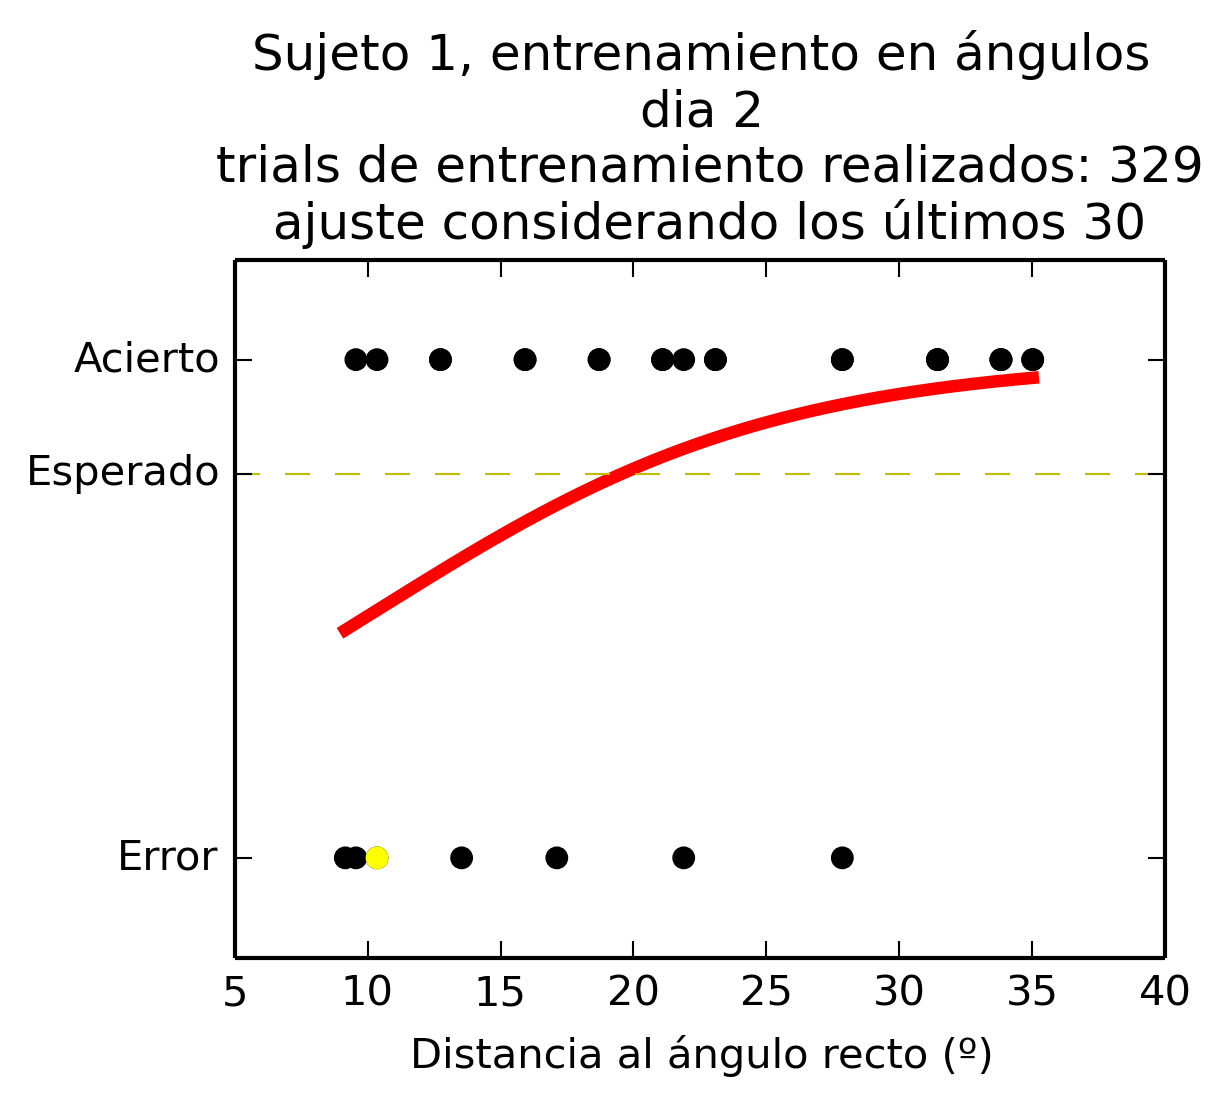 Sujeto 1, entrenamiento en ángulos
dia 2
trials de entrenamiento realizados: 329
ajuste considerando los últimos 30
Acierto
Esperado
Error
5 10 15 20 25 30 35 40
Distancia al ángulo recto (º)